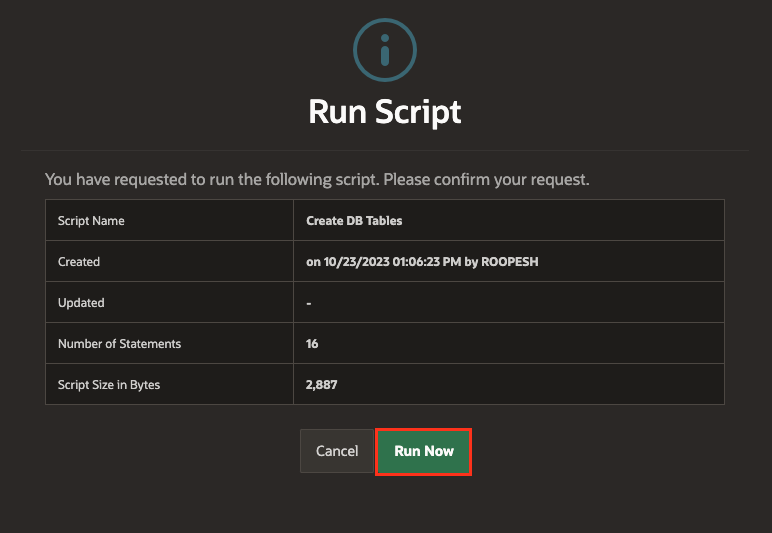 Run Script
You have requested to run the following script. Please confirm your request.
Script Name Create DB Tables
Created on 10/23/2023 01:06:23 PM by ROOPESH
Updated -
Number of Statements 16
Script Size in Bytes 2,887
Cancel Run Now